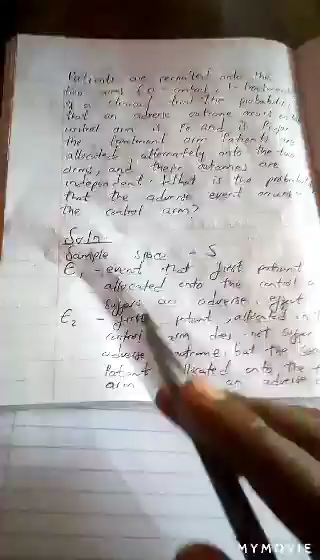 Patients are recruited onto the
two arms (0 - control, 1 - treatment
of a clinical trial. The probability
that an adverse outcome occurs on the
control arm is P0 and is P1 for
the treatment arm. Patients are
allocated alternately onto the two
arms, and their outcomes are
independent. What is the probability
that the adverse event occurs
the control arm?
Soln
Sample space - S
E1 - event that first patient
allocated onto the control a
suffers an adverse effect
E2 - first patient, allocated
control arm does not suffer
adverse outcome, but the
Patient allocated onto the
arm an adverse
MYMOVIE